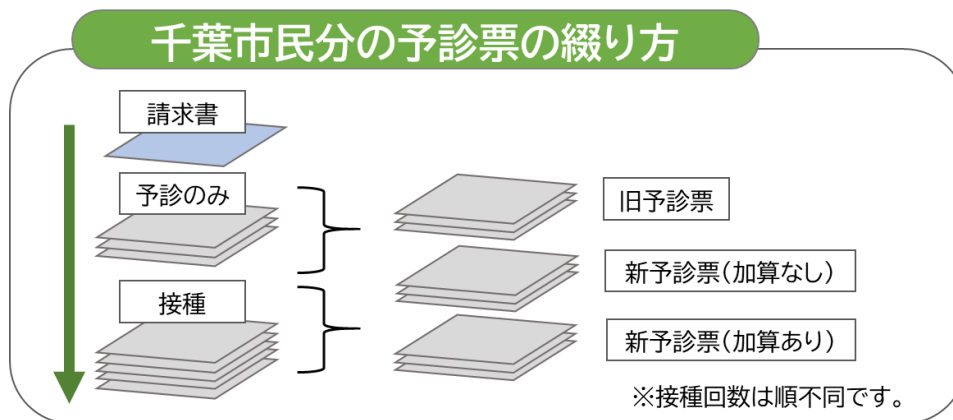 千葉市民分の予診票の綴り方
請求書
予診のみ
接種
旧予診票
新予診票(加算なし)
新予診票(加算あり)
※接種回数は順不同です。